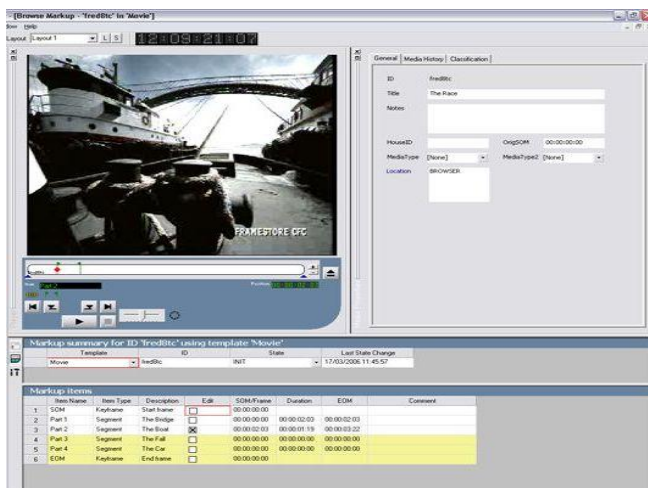 - [Browse Markup - 'fred8tc' in 'Movie']
Help
Layout Layout 1 L S 12:09:21:07
General Media History Classification
ID fred8tc
Title The Race
Notes
HouseID OrigSOM 00:00:00:00
MediaType [None] MediaType2 [None]
Location BROWSER
FRAMESTORE CFC
Part 2 Position
Markup summary for ID 'fred8tc' using template 'Movie'
Template ID State Last State Change
Movie fred8tc INIT 17/03/2006 11:45:57
Markup items
Item Name Item Type Description Edit SOM/Frame Duration EOM Comment
1 SOM Keyframe Start frame 00:00:00:00
2 Part 1 Segment The Bridge 00:00:00:00 00:00:02:03 00:00:02:03
3 Part 2 Segment The Boat 00:00:02:03 00:00:01:19 00:00:03:22
4 Part 3 Segment The Fall 00:00:00:00 00:00:00:00 00:00:00:00
5 Part 4 Segment The Car 00:00:00:00 00:00:00:00 00:00:00:00
6 EOM Keyframe End frame 00:00:00:00